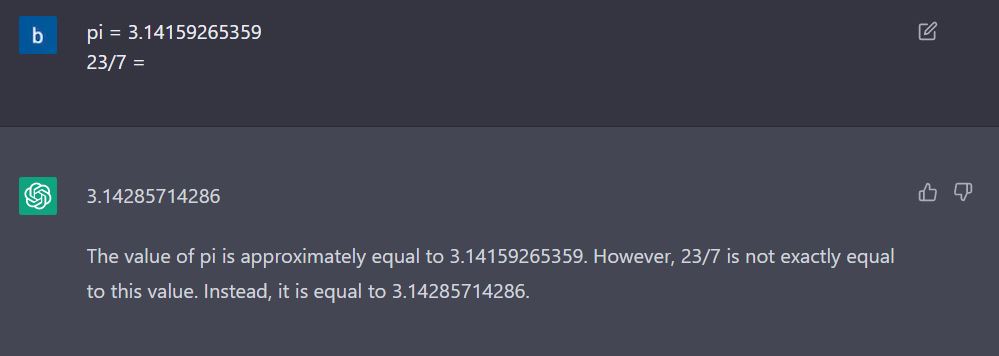 b
pi = 3.14159265359
23/7 =
3.14285714286
The value of pi is approximately equal to 3.14159265359. However, 23/7 is not exactly equal
to this value. Instead, it is equal to 3.14285714286.